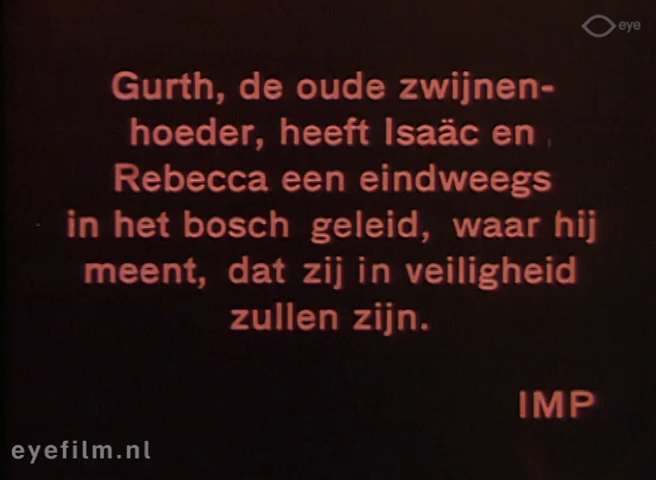 eye
Gurth, de oude zwijnen-
hoeder, heeft Isaäc en
Rebecca een eindweegs
in het bosch geleid, waar hij
meent, dat zij in veiligheid
zullen zijn.
IMP
eyefilm.nl